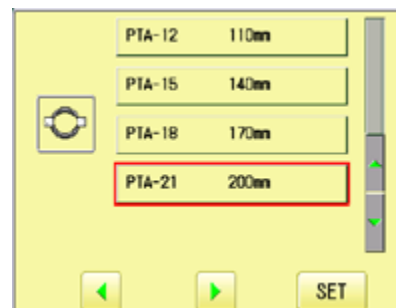 PTA-12 110mm
PTA-15 140mm
PTA-18 170mm
PTA-21 200mm
SET